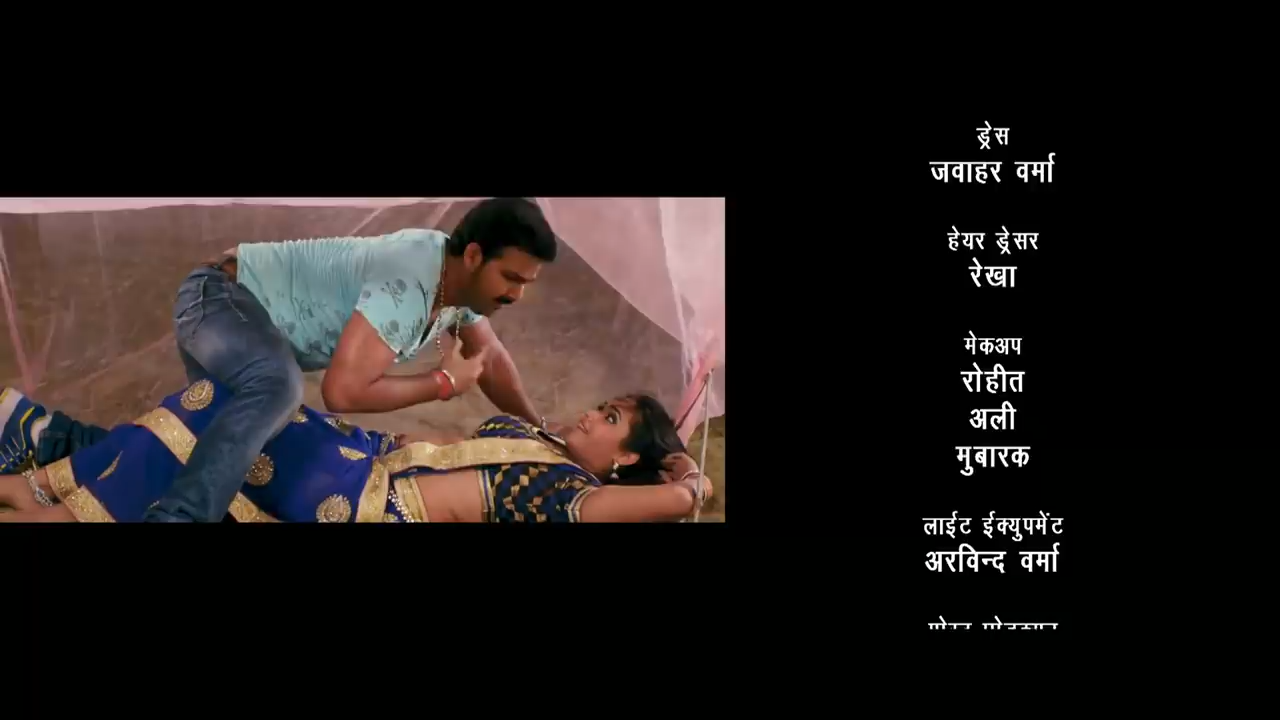 ड्रेस
जवाहर वर्मा
हेयर ड्रेसर
रेखा
मेकअप
रोहीत
अली
मुबारक
लाईट ईक्युपमेंट
अरविन्द वर्मा